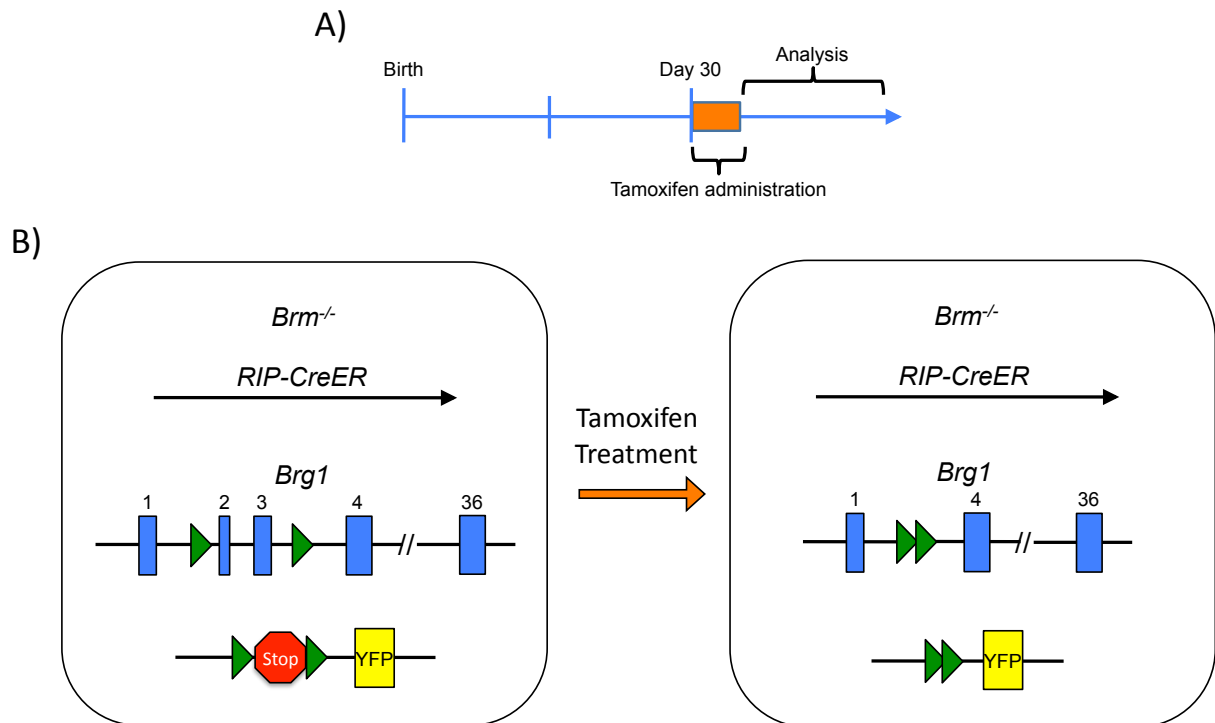 A)
Birth
Day 30
Analysis
Tamoxifen administration
B)
Brm-/-
RIP-CreER
Brg1
1 2 3 4 // 36
Stop YFP
Tamoxifen
Treatment
Brm-/-
RIP-CreER
Brg1
1 4 // 36
YFP